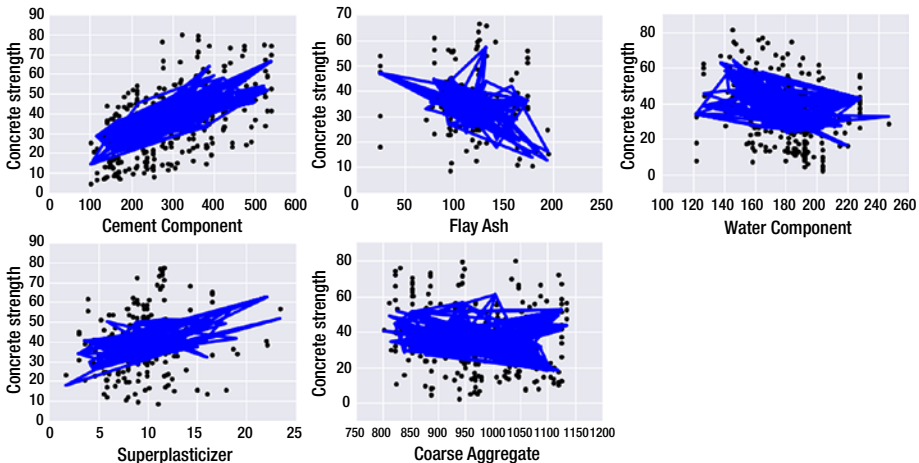 90
80
70
60
50
40
30
20
10
0
Concrete strength
100 200 300 400 500 600
0
Cement Component
70
60
50
40
30
20
10
0
Concrete strength
0 50 100 150 200 250
Flay Ash
80
60
40
20
0
Concrete strength
100 120 140 160 180 200 220 240 260
Water Component
90
80
70
60
50
40
30
20
10
0
Concrete strength
0 5 10 15 20 25
Superplasticizer
80
60
40
20
0
Concrete strength
750 800 850 900 950 1000 1050 1100 1150 1200
Coarse Aggregate